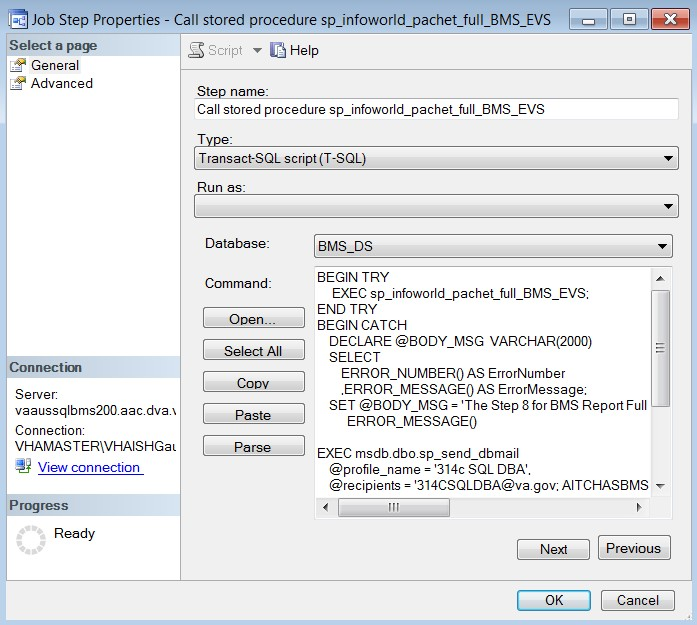 Job Step Properties - Call stored procedure sp_infoworld_pachet_full_BMS_EVS
Select a page
General
Advanced
Script
Help
Step name:
Call stored procedure sp_infoworld_pachet_full_BMS_EVS
Type:
Transact-SQL script (T-SQL)
Run as:
Database:
BMS_DS
Command:
Open...
Select All
Copy
Paste
Parse
BEGIN TRY
EXEC sp_infoworld_pachet_full_BMS_EVS;
END TRY
BEGIN CATCH
DECLARE @BODY_MSG VARCHAR(2000)
SELECT
ERROR_NUMBER() AS ErrorNumber
,ERROR_MESSAGE() AS ErrorMessage;
SET @BODY_MSG = 'The Step 8 for BMS Report Full
ERROR_MESSAGE()
EXEC msdb.dbo.sp_send_dbmail
@profile_name = '314c SQL DBA',
@recipients = '314CSQLDBA@va.gov; AITCHASBMS
Connection
Server:
vaaussqlbms200.aac.dva.v
Connection:
VHAMASTER\VHAISHGau
View connection
Progress
Ready
Next
Previous
OK
Cancel